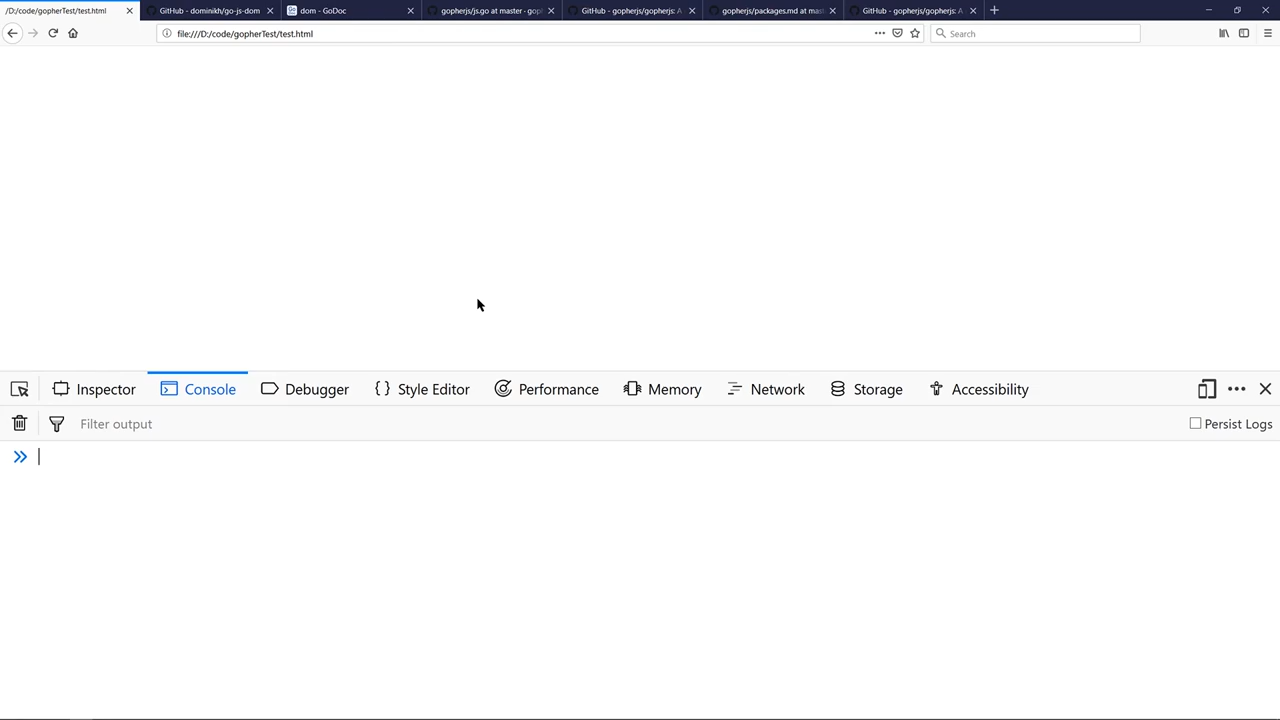 /D:/code/gopherTest/test.html GitHub - dominikh/go-js-dom dom - GoDoc gopherjs/js.go at master · goph GitHub - gopherjs/gopherjs: A gopherjs/packages.md at mast GitHub - gopherjs/gopherjs: A
file:///D:/code/gopherTest/test.html Search
Inspector Console Debugger Style Editor Performance Memory Network Storage Accessibility
Filter output Persist Logs